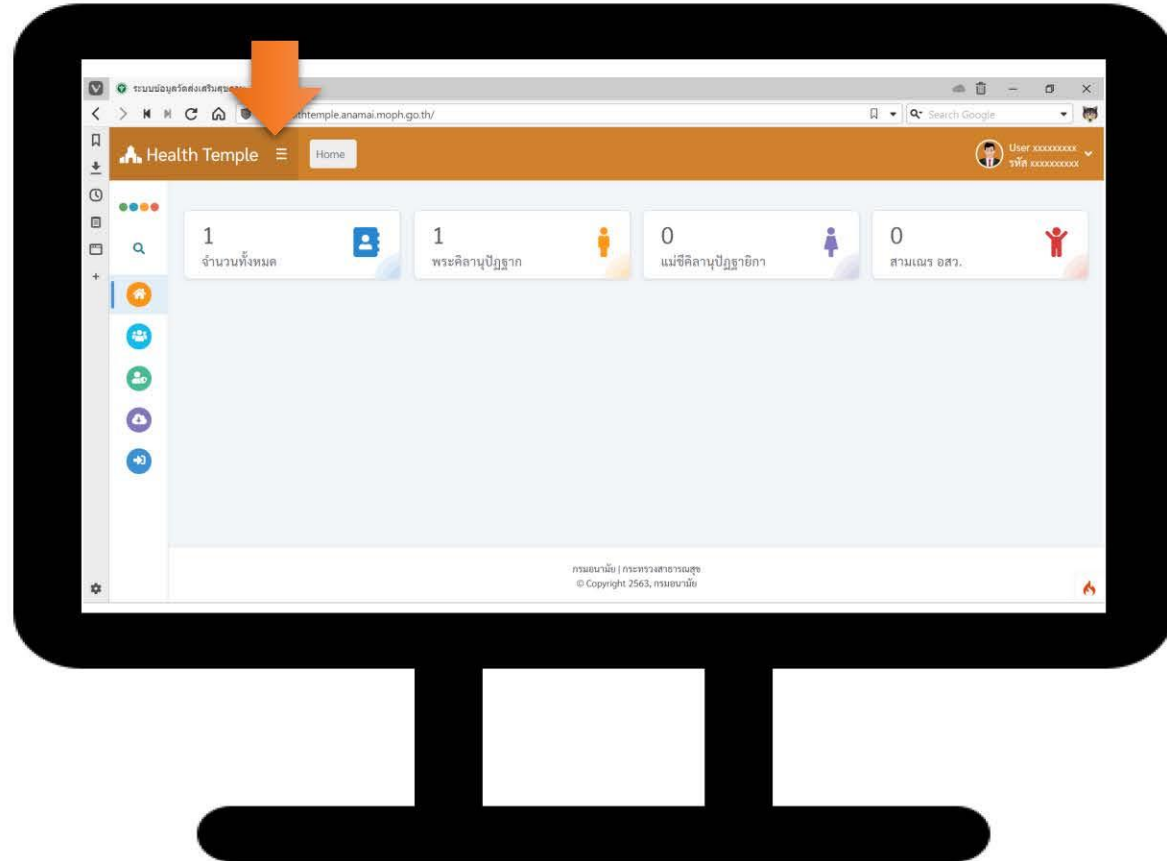 ระบบข้อมูลวัดส่งเสริมสุข
thtemple.anamai.moph.go.th/
Search Google
Health Temple
Home
User xxxxxxxxx
รหัส xxxxxxxxxx
1
จำนวนทั้งหมด
1
พระคิลานุปัฏฐาก
0
แม่ชีคิลานุปัฏฐายิกา
0
สามเณร อสว.
กรมอนามัย | กระทรวงสาธารณสุข
© Copyright 2563, กรมอนามัย